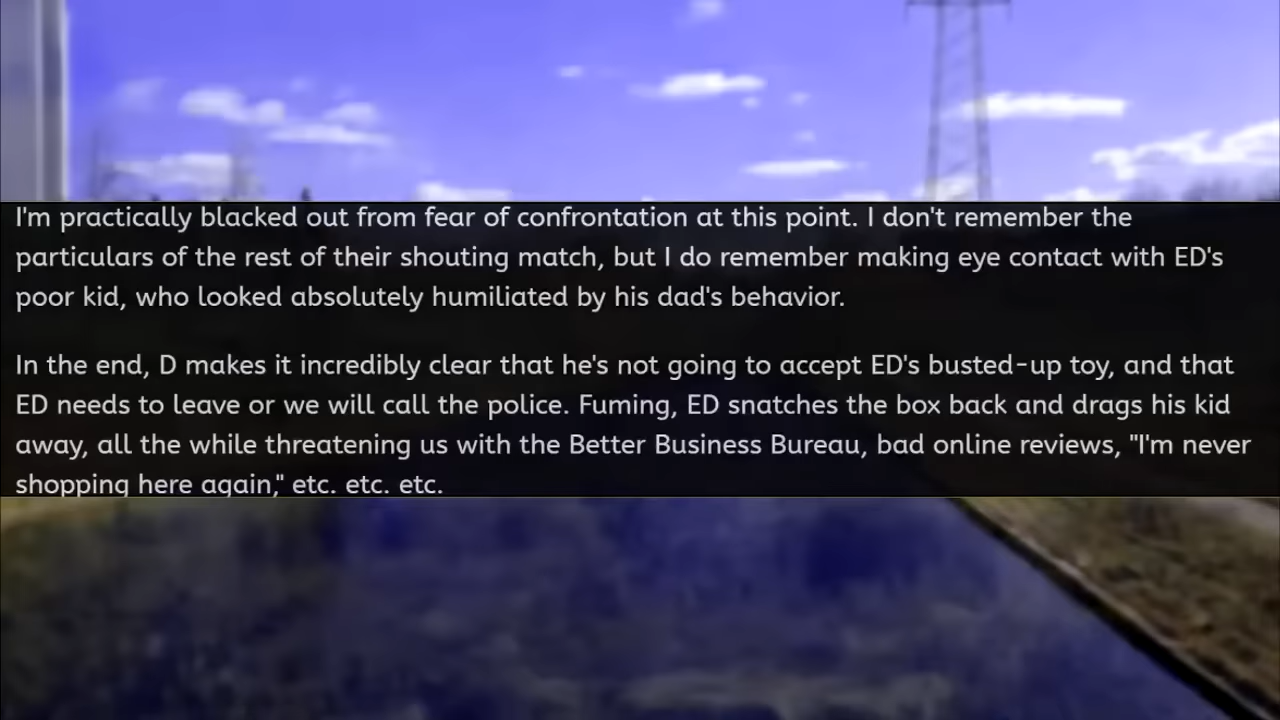 I'm practically blacked out from fear of confrontation at this point. I don't remember the
particulars of the rest of their shouting match, but I do remember making eye contact with ED's
poor kid, who looked absolutely humiliated by his dad's behavior.
In the end, D makes it incredibly clear that he's not going to accept ED's busted-up toy, and that
ED needs to leave or we will call the police. Fuming, ED snatches the box back and drags his kid
away, all the while threatening us with the Better Business Bureau, bad online reviews, "I'm never
shopping here again," etc. etc. etc.